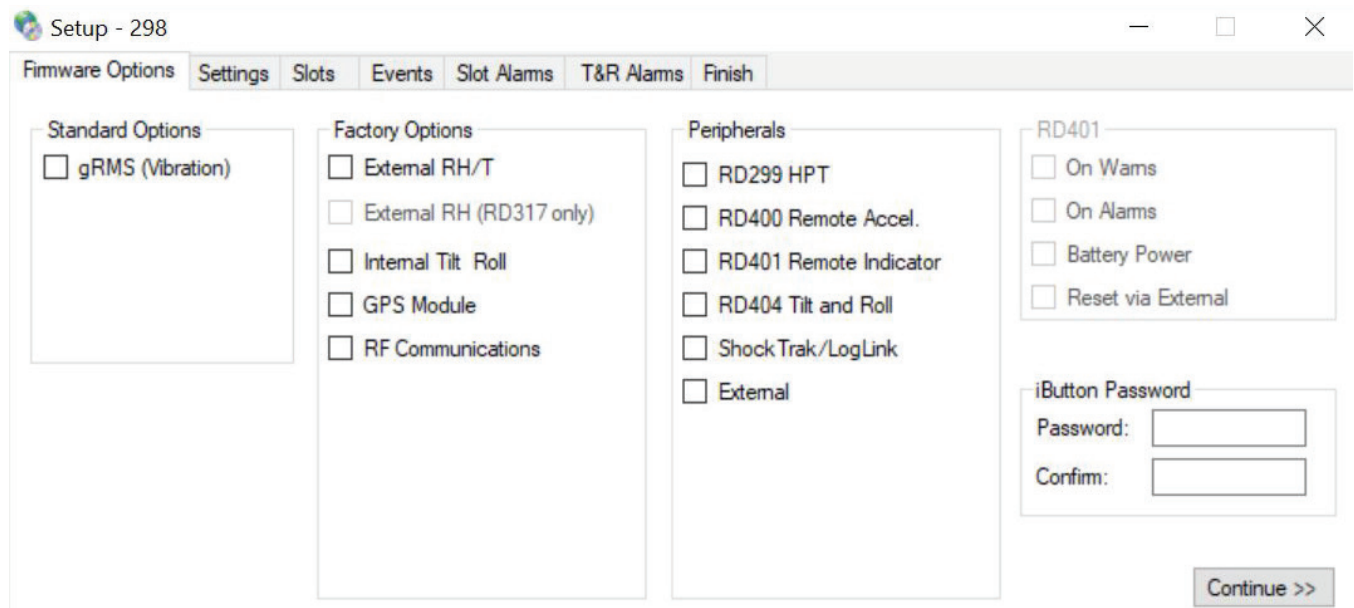 Setup - 298
Firmware Options Settings Slots Events Slot Alarms T&R Alarms Finish
Standard Options
gRMS (Vibration)
Factory Options
External RH/T
External RH (RD317 only)
Internal Tilt Roll
GPS Module
RF Communications
Peripherals
RD299 HPT
RD400 Remote Accel.
RD401 Remote Indicator
RD404 Tilt and Roll
ShockTrak/LogLink
External
RD401
On Warns
On Alarms
Battery Power
Reset via External
iButton Password
Password:
Confirm:
Continue >>